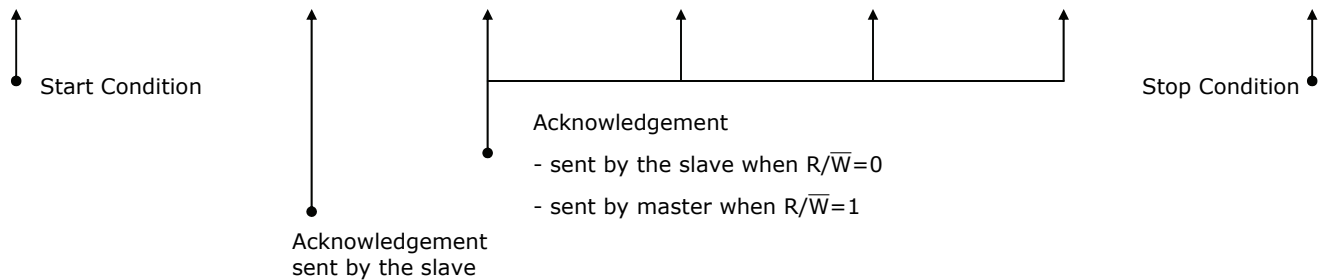 Start Condition
Stop Condition
Acknowledgement
- sent by the slave when R/W̅=0
- sent by master when R/W̅=1
Acknowledgement
sent by the slave